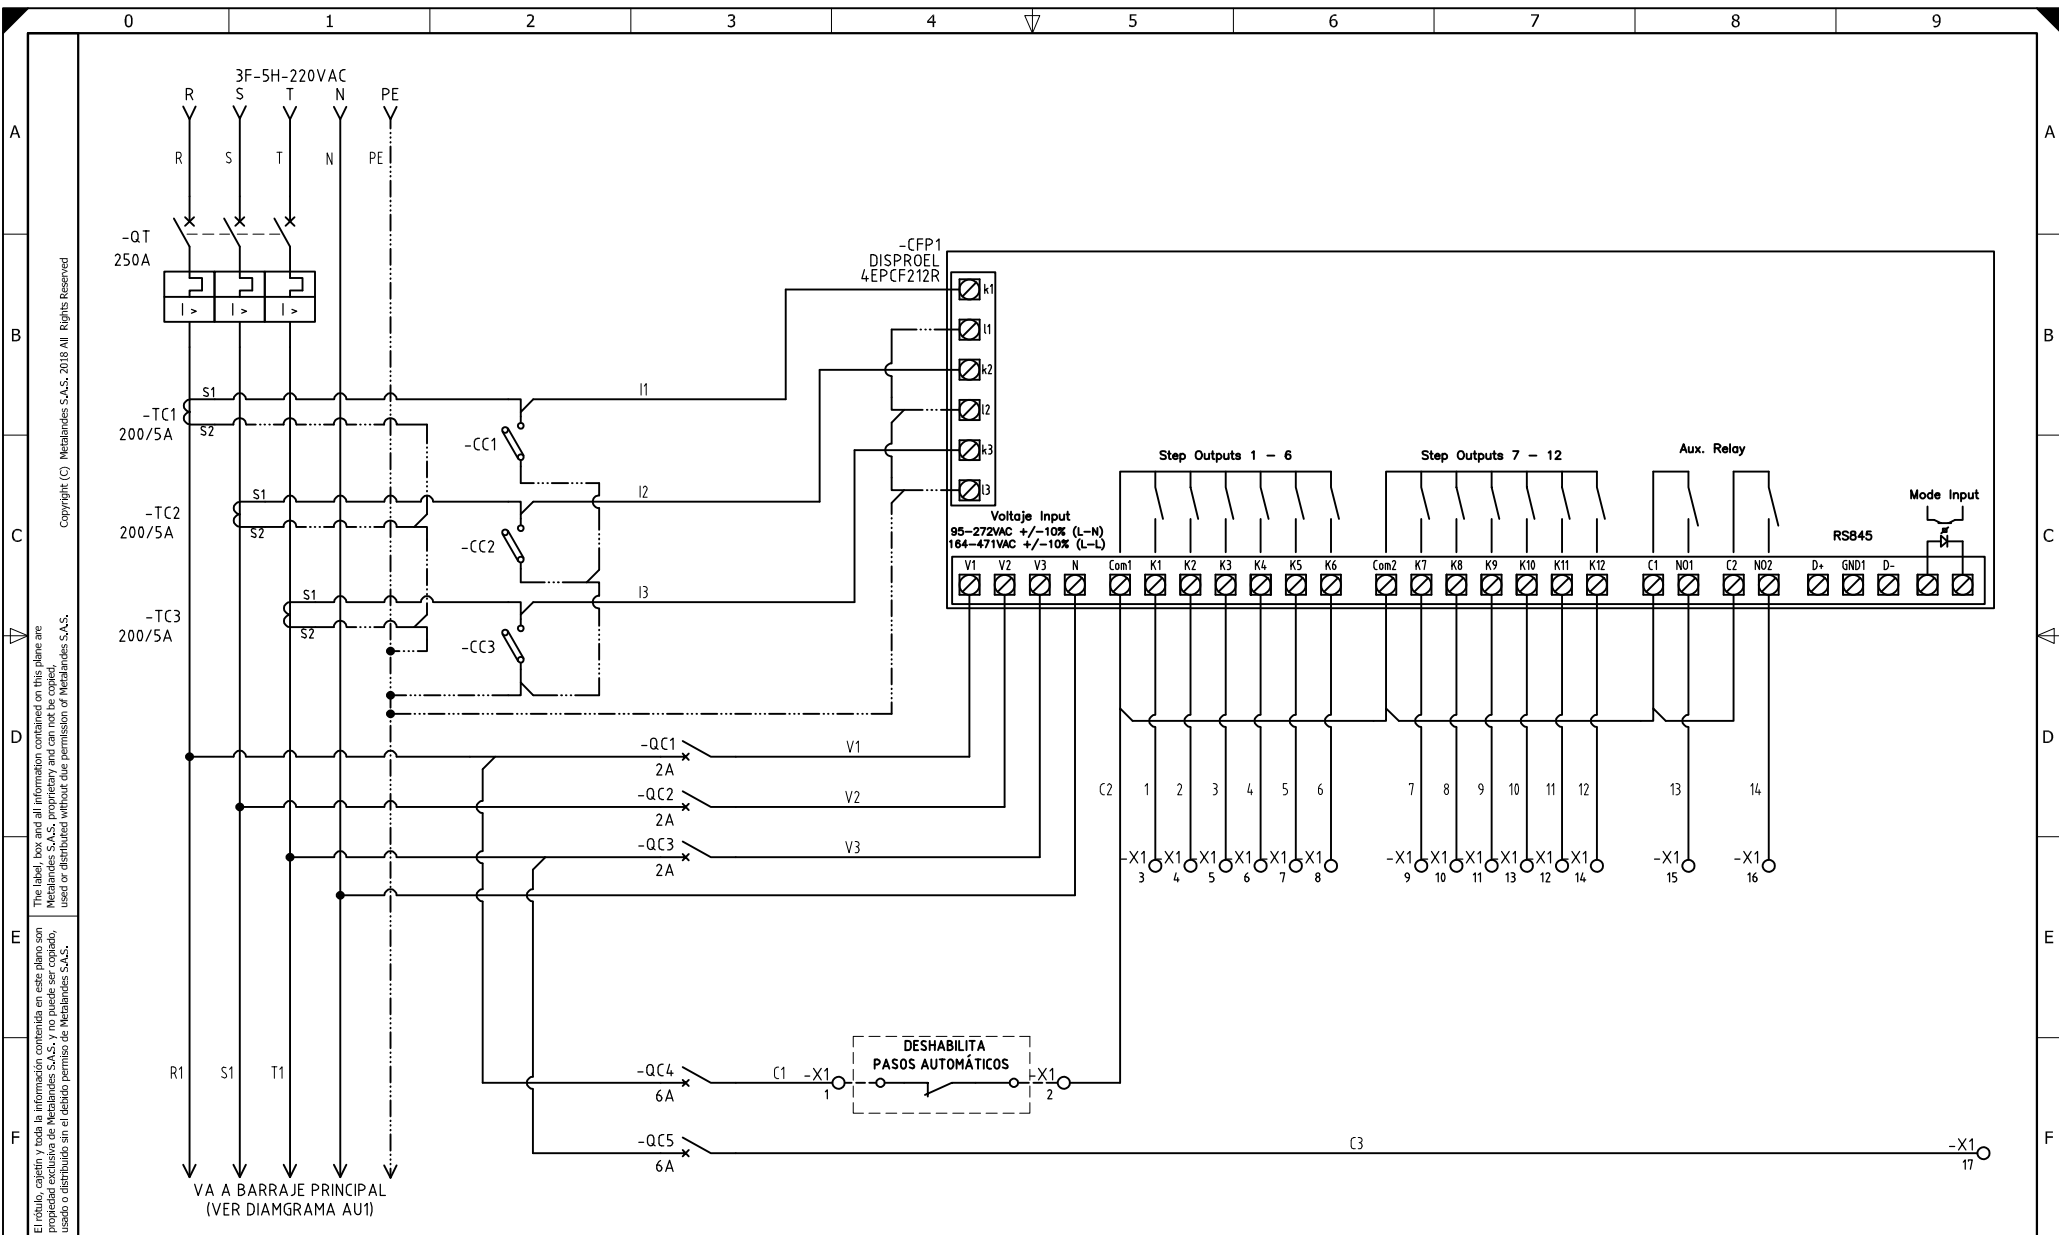 0 1 2 3 4 5 6 7 8 9
A A
B B
C C
D D
E E
F F
Copyright (C) Metalandes S.A.S. 2018 All Rights Reserved
The label, box and all information contained on this plane are
Metalandes S.A.S. proprietary and can not be copied,
used or distributed without due permission of Metalandes S.A.S.
El rótulo, cajetín y toda la información contenida en este plano son
propiedad exclusiva de Metalandes S.A.S. y no puede ser copiado,
usado o distribuido sin el debido permiso de Metalandes S.A.S.
3F-5H-220VAC
R S T N PE
R S T N PE
-QT
250A
I > I > I >
-TC1
200/5A
S1
S2
-TC2
200/5A
S1
S2
-TC3
200/5A
S1
S2
-CC1
-CC2
-CC3
I1
I2
I3
-CFP1
DISPROEL
4EPCF212R
k1
l1
k2
l2
k3
l3
Voltaje Input
95-272VAC +/-10% (L-N)
164-471VAC +/-10% (L-L)
Step Outputs 1 - 6
Step Outputs 7 - 12
Aux. Relay
Mode Input
RS845
V1 V2 V3 N Com1 K1 K2 K3 K4 K5 K6 Com2 K7 K8 K9 K10 K11 K12 C1 NO1 C2 NO2 D+ GND1 D-
-QC1
2A
V1
-QC2
2A
V2
-QC3
2A
V3
C2 1 2 3 4 5 6 7 8 9 10 11 12 13 14
-X1 -X1 -X1 -X1 -X1 -X1 -X1 -X1 -X1 -X1 -X1 -X1 -X1 -X1
3 4 5 6 7 8 9 10 11 13 12 14 15 16
R1 S1 T1
-QC4
6A
C1
-X1
1
DESHABILITA
PASOS AUTOMÁTICOS
-X1
2
-QC5
6A
C3
-X1
17
VA A BARRAJE PRINCIPAL
(VER DIAMGRAMA AU1)